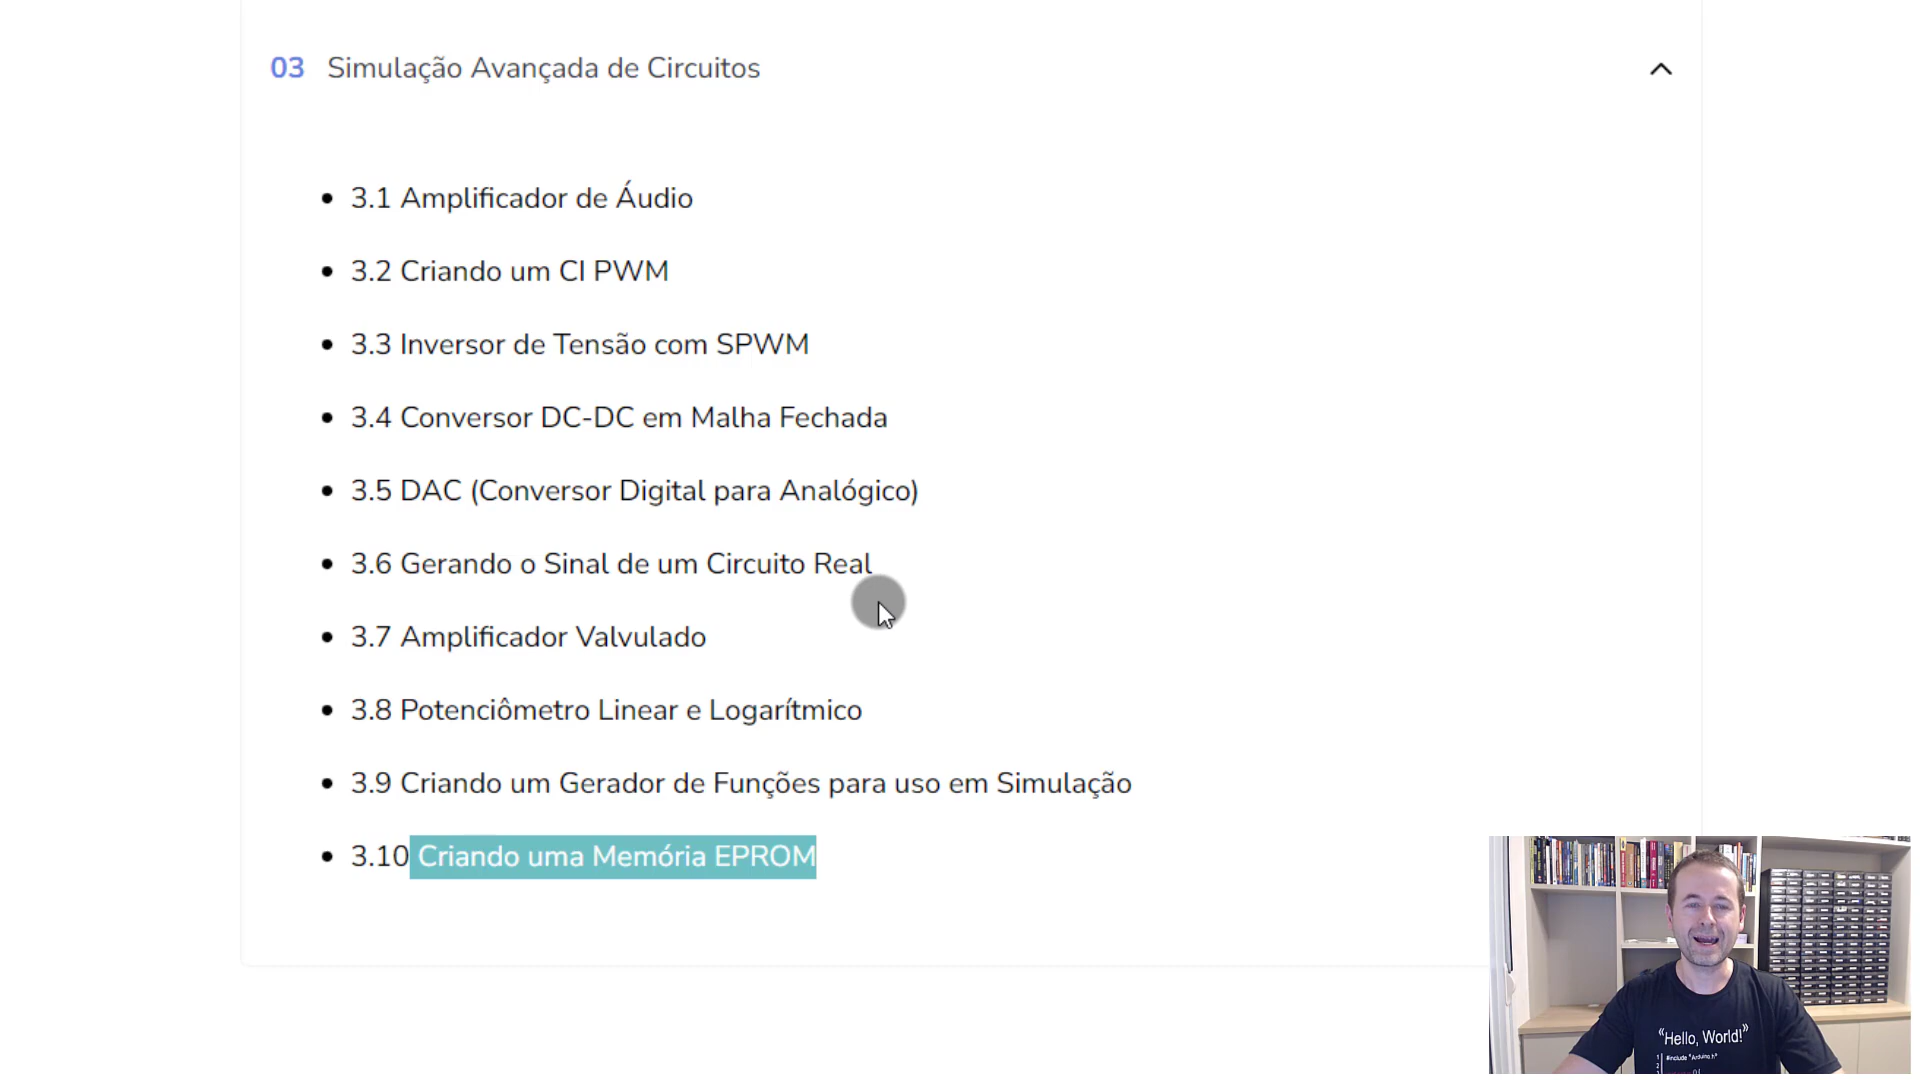 03 Simulação Avançada de Circuitos
3.1 Amplificador de Áudio
3.2 Criando um CI PWM
3.3 Inversor de Tensão com SPWM
3.4 Conversor DC-DC em Malha Fechada
3.5 DAC (Conversor Digital para Analógico)
3.6 Gerando o Sinal de um Circuito Real
3.7 Amplificador Valvulado
3.8 Potenciômetro Linear e Logarítmico
3.9 Criando um Gerador de Funções para uso em Simulação
3.10 Criando uma Memória EPROM
“Hello, World!”
#include "Arduino.h"